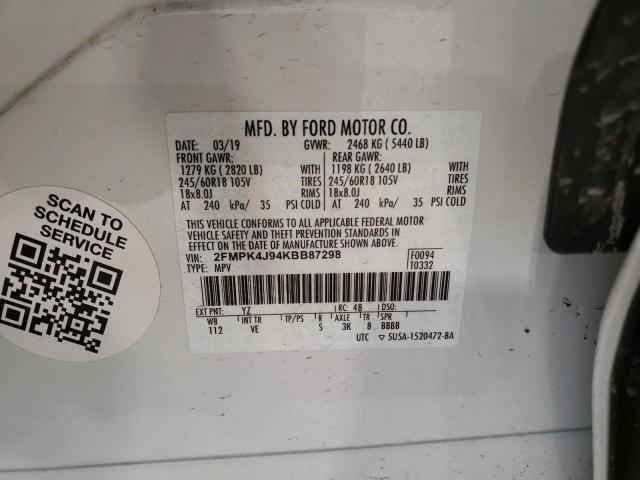 MFD. BY FORD MOTOR CO.
DATE: 03/19 GVWR: 2468 KG ( 5440 LB)
FRONT GAWR: REAR GAWR:
1279 KG ( 2820 LB) WITH 1198 KG ( 2640 LB) WITH
245/60R18 105V TIRES 245/60R18 105V TIRES
18x8.0J RIMS 18x8.0J RIMS
AT 240 kPa/ 35 PSI COLD AT 240 kPa/ 35 PSI COLD
THIS VEHICLE CONFORMS TO ALL APPLICABLE FEDERAL MOTOR
VEHICLE SAFETY AND THEFT PREVENTION STANDARDS IN
EFFECT ON THE DATE OF MANUFACTURE SHOWN ABOVE.
VIN: 2FMPK4J94KBB87298 F0094
TYPE: MPV T0332
EXT PNT: YZ RC: 48 DSO:
WB INT TR TP/PS R AXLE TR SPR
112 VE S 3K 8 BBBB
UTC ▽ 5U5A-1520472-BA
SCAN TO
SCHEDULE
SERVICE